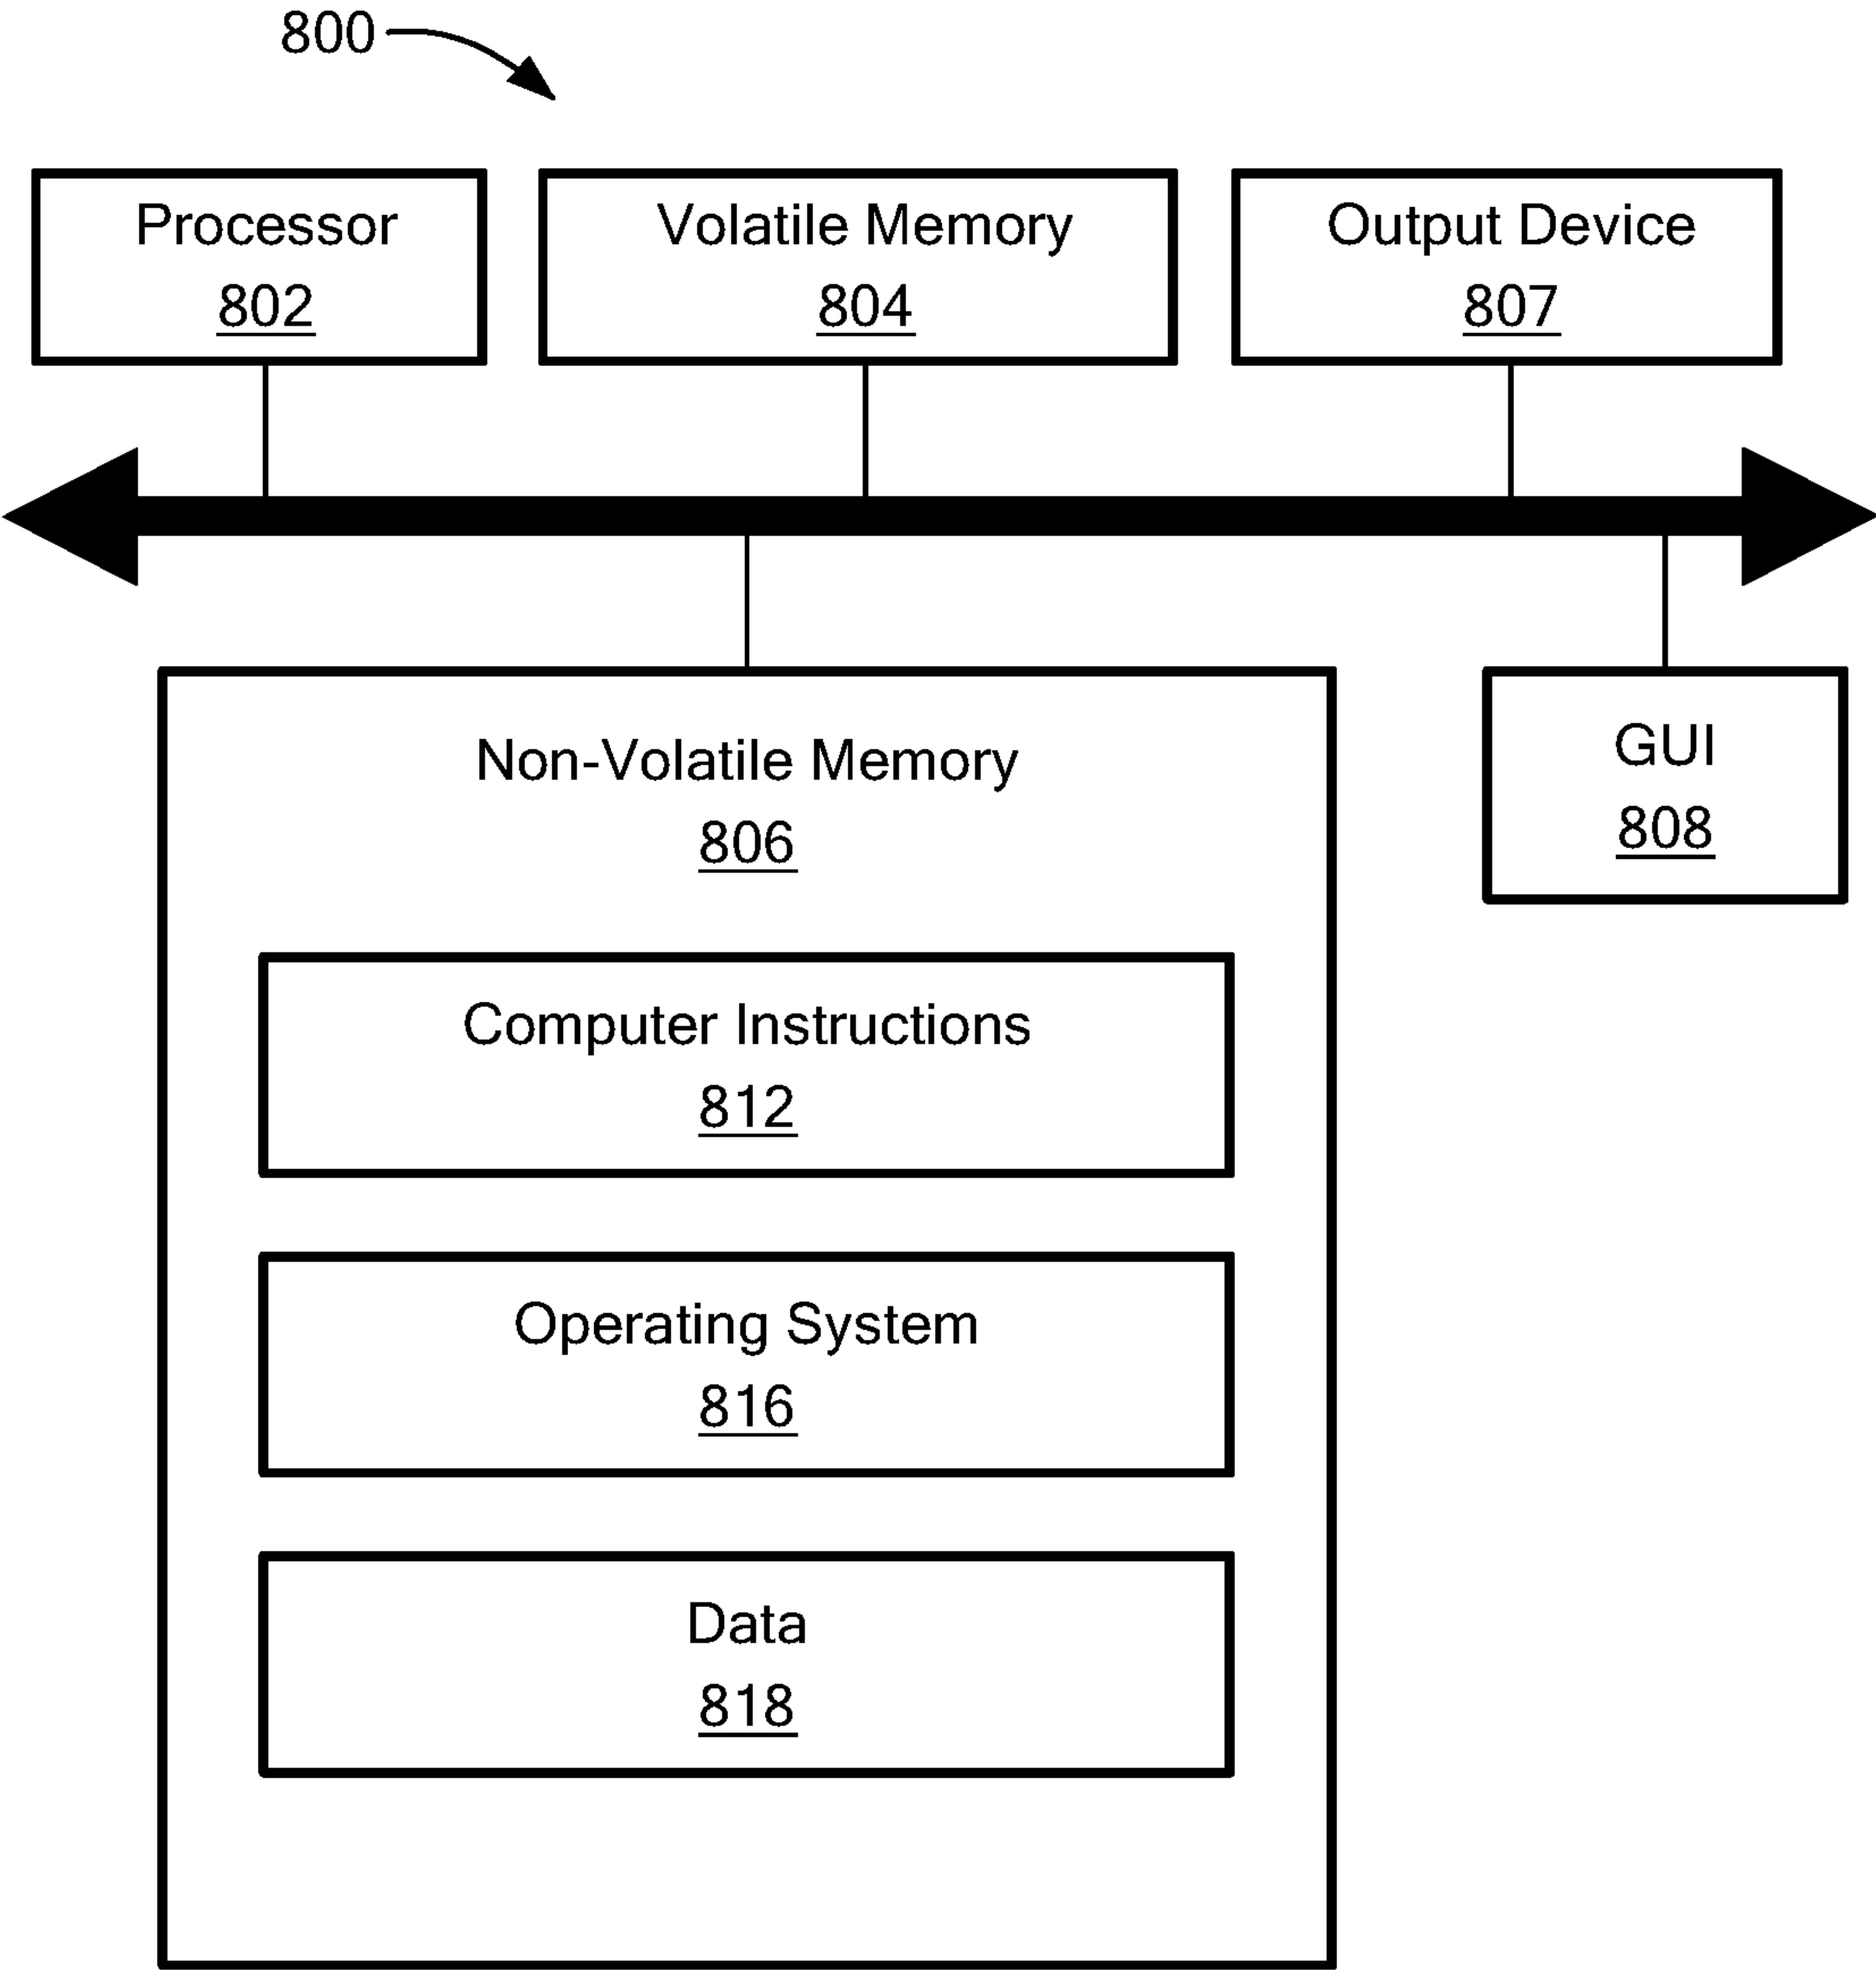 800
Processor
802
Volatile Memory
804
Output Device
807
Non-Volatile Memory
806
GUI
808
Computer Instructions
812
Operating System
816
Data
818